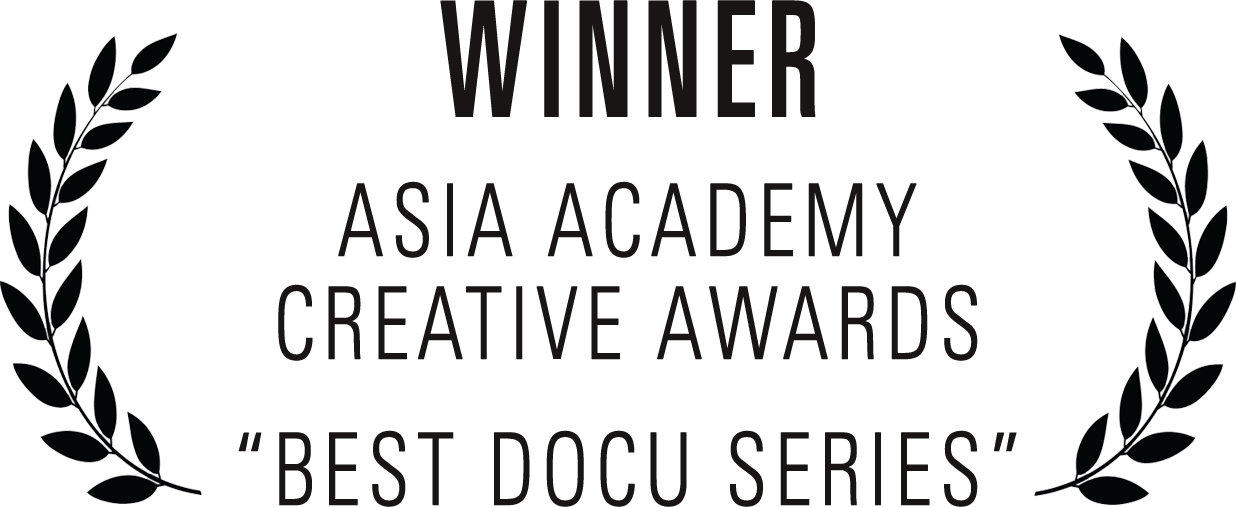 WINNER
ASIA ACADEMY
CREATIVE AWARDS
“BEST DOCU SERIES”